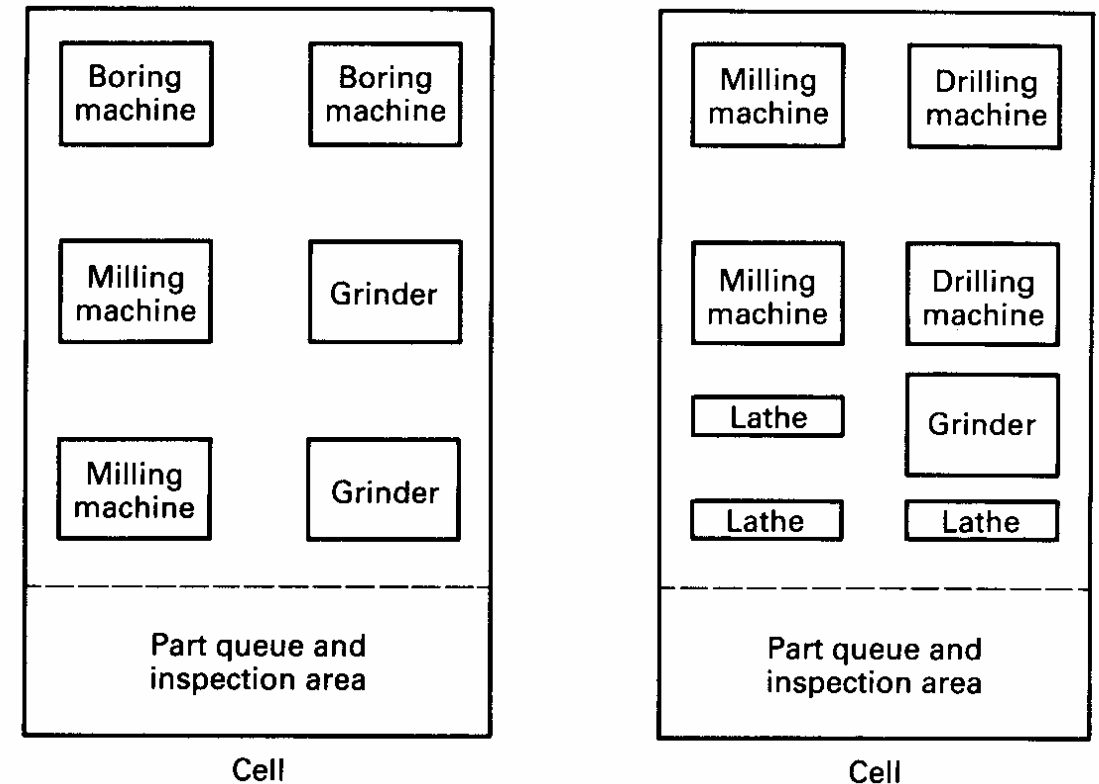 Boring
machine
Boring
machine
Milling
machine
Grinder
Milling
machine
Grinder
Part queue and
inspection area
Cell
Milling
machine
Drilling
machine
Milling
machine
Drilling
machine
Lathe
Grinder
Lathe
Lathe
Part queue and
inspection area
Cell